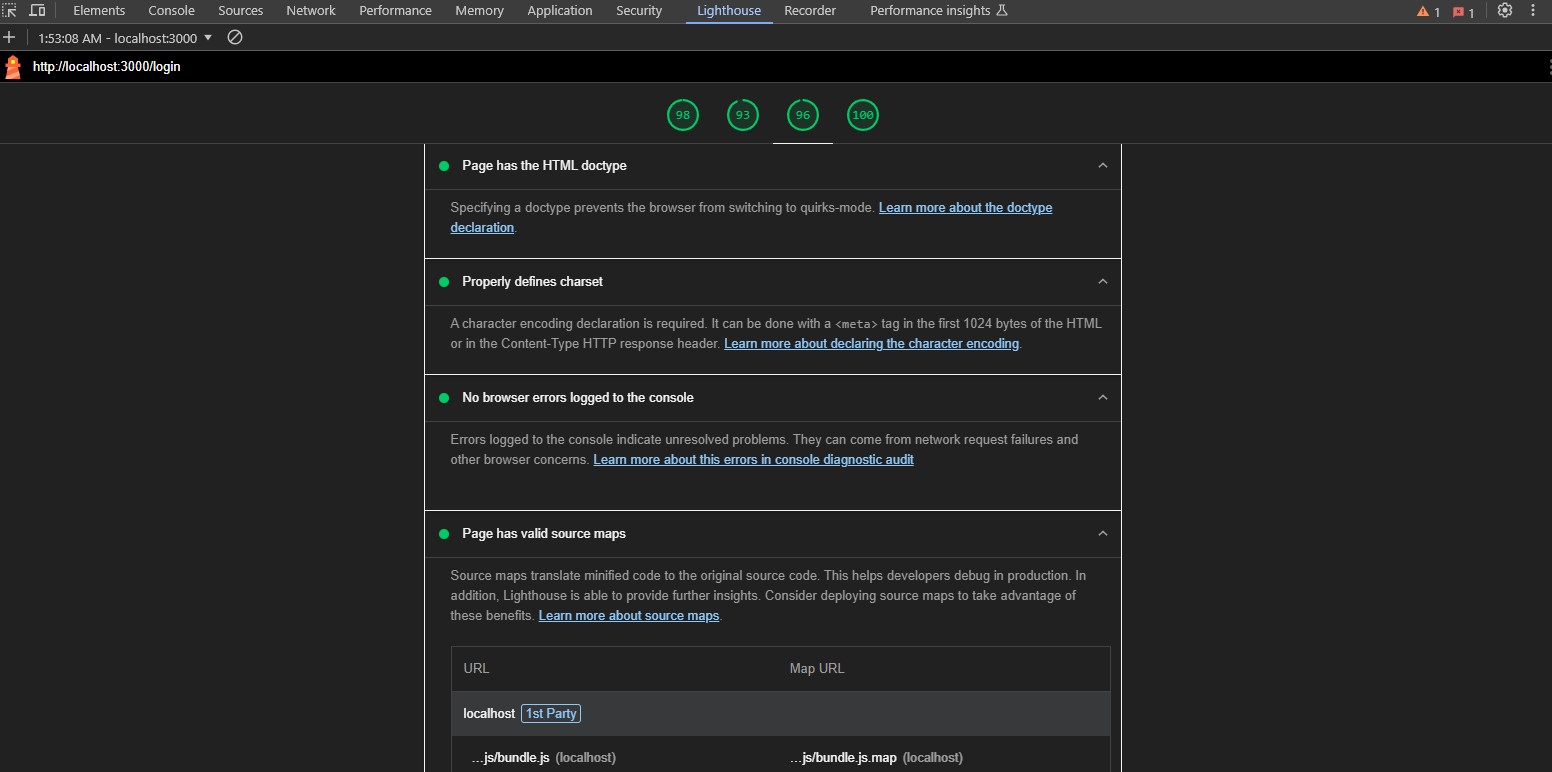 Elements Console Sources Network Performance Memory Application Security Lighthouse Recorder Performance insights 1 1
1:53:08 AM - localhost:3000
http://localhost:3000/login
98 93 96 100
Page has the HTML doctype
Specifying a doctype prevents the browser from switching to quirks-mode. Learn more about the doctype
declaration.
Properly defines charset
A character encoding declaration is required. It can be done with a <meta> tag in the first 1024 bytes of the HTML
or in the Content-Type HTTP response header. Learn more about declaring the character encoding.
No browser errors logged to the console
Errors logged to the console indicate unresolved problems. They can come from network request failures and
other browser concerns. Learn more about this errors in console diagnostic audit
Page has valid source maps
Source maps translate minified code to the original source code. This helps developers debug in production. In
addition, Lighthouse is able to provide further insights. Consider deploying source maps to take advantage of
these benefits. Learn more about source maps.
URL Map URL
localhost 1st Party
…js/bundle.js (localhost) …js/bundle.js.map (localhost)